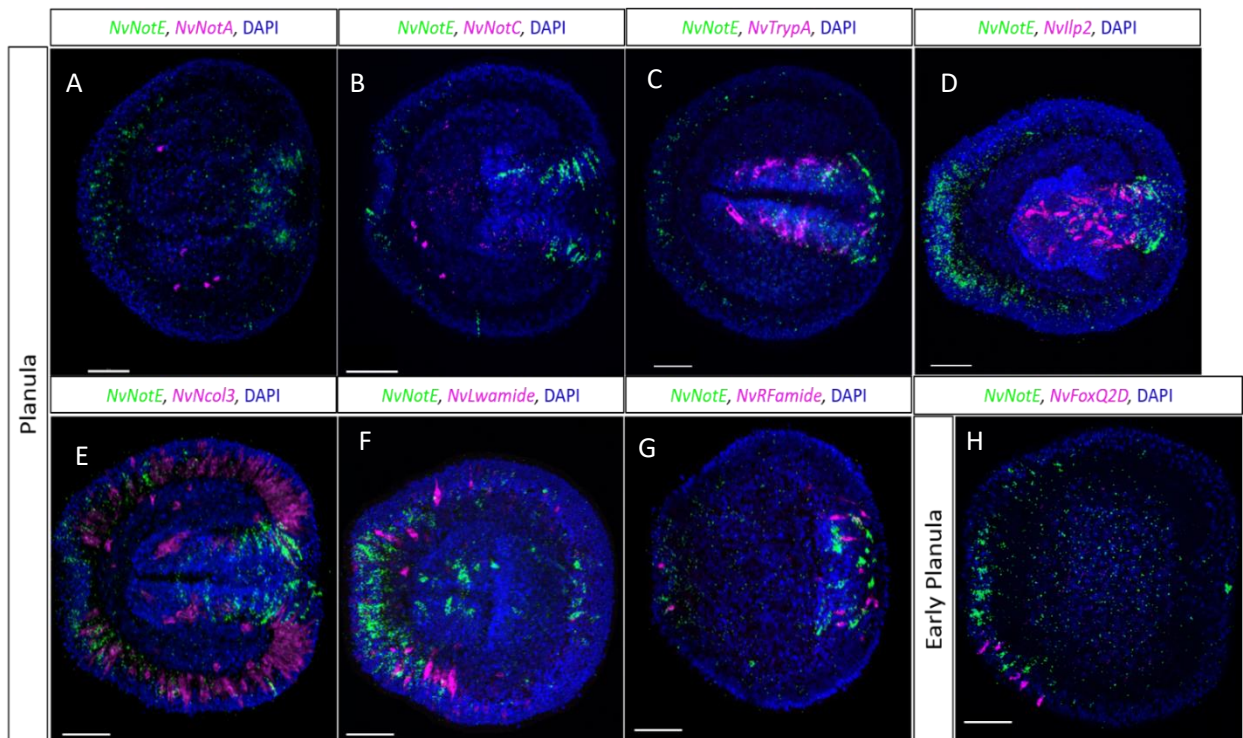 NvNotE, NvNotA, DAPI
NvNotE, NvNotC, DAPI
NvNotE, NvTrypA, DAPI
NvNotE, NvIlp2, DAPI
A
B
C
D
Planula
NvNotE, NvNcol3, DAPI
NvNotE, NvLwamide, DAPI
NvNotE, NvRFamide, DAPI
NvNotE, NvFoxQ2D, DAPI
E
F
G
Early Planula
H